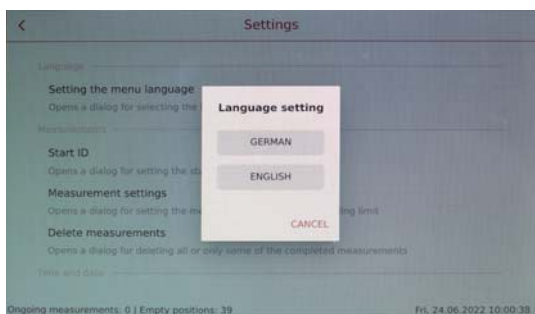 Settings
Language
Setting the menu language
Opens a dialog for selecting the
Language setting
GERMAN
ENGLISH
CANCEL
Measurements
Start ID
Opens a dialog for setting the
Measurement settings
Opens a dialog for setting the limit
Delete measurements
Opens a dialog for deleting all or only some of the completed measurements
Time and date
Ongoing measurements: 0 | Empty positions: 39
Fri, 24.06.2022 10:00:38